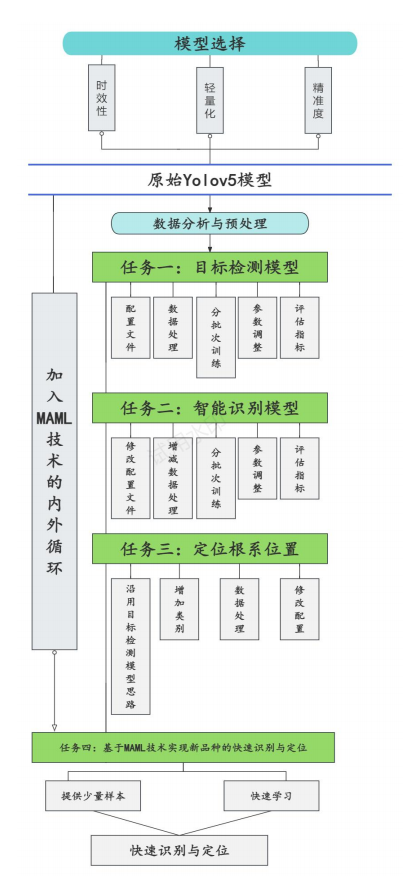 模型选择
时效性
轻量化
精准度
原始Yolov5模型
数据分析与预处理
任务一：目标检测模型
配置文件
数据处理
分批次训练
参数调整
评估指标
加入MAML技术的内外循环
任务二：智能识别模型
修改配置文件
增减数据处理
分批次训练
参数调整
评估指标
任务三：定位根系位置
沿用目标检测模型思路
增加类别
数据处理
修改配置
任务四：基于MAML技术实现新品种的快速识别与定位
提供少量样本
快速学习
快速识别与定位